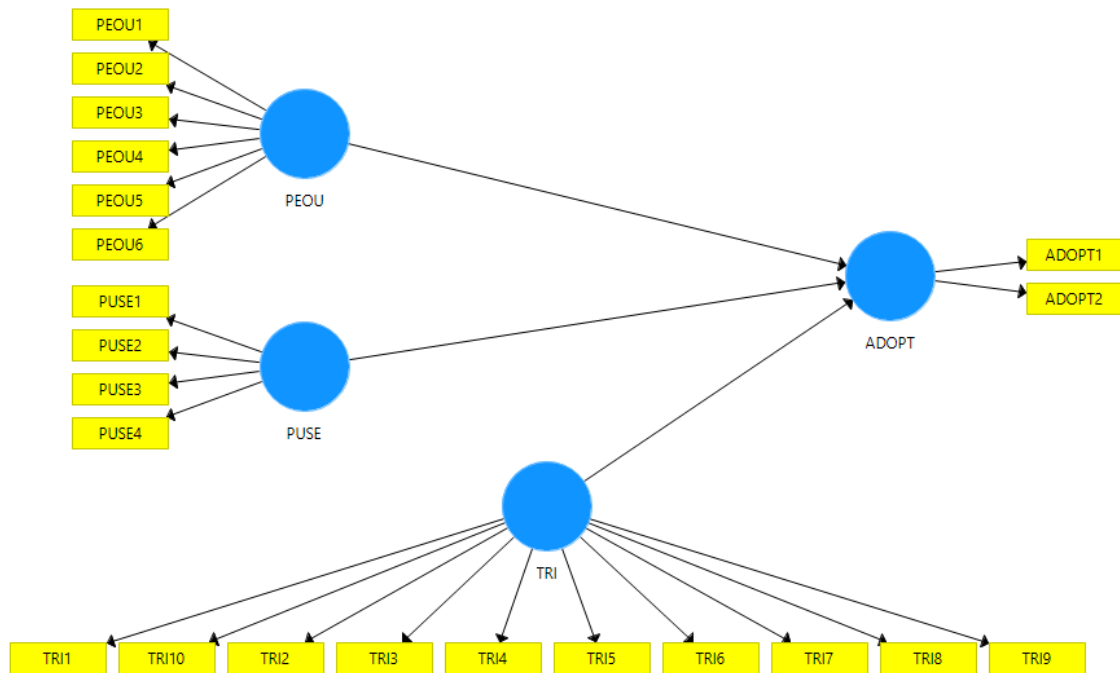 PEOU1
PEOU2
PEOU3
PEOU4
PEOU5
PEOU6
PEOU
PUSE1
PUSE2
PUSE3
PUSE4
PUSE
ADOPT1
ADOPT2
ADOPT
TRI
TRI1
TRI10
TRI2
TRI3
TRI4
TRI5
TRI6
TRI7
TRI8
TRI9